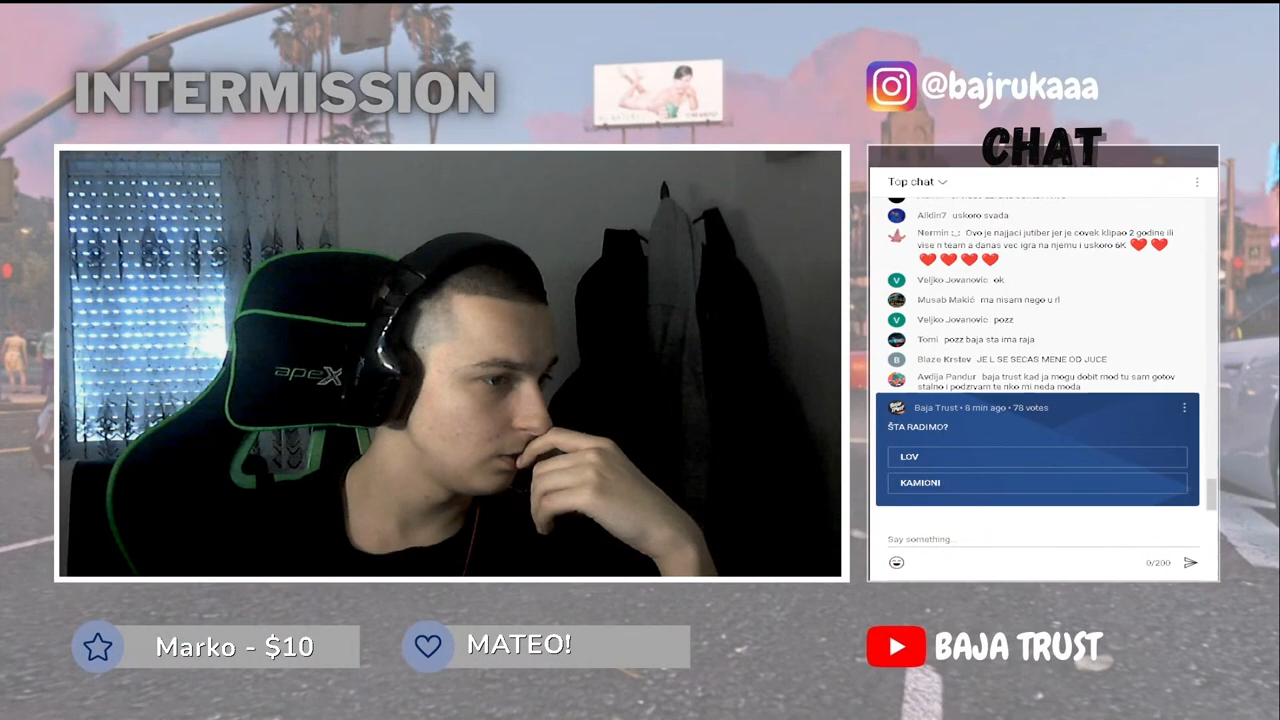 INTERMISSION
@bajrukaaa
CHAT
Top chat
Alldin7 uskoro svada
Nermin :_: Ovo je najjaci jutiber jer je covek klipao 2 godine ili
vise n team a danas vec igra na njemu i uskoro 6K
Veljko Jovanovic ok
Musab Makić ma nisam nego u rl
Veljko Jovanovic pozz
Tomi pozz baja sta ima raja
Blaze Krstev JE L SE SECAS MENE OD JUCE
Avdija Pandur baja trust kad ja mogu dobit mod tu sam gotov
stalno i podzrvam te nko mi neda moda
Baja Trust • 8 min ago • 78 votes
ŠTA RADIMO?
LOV
KAMIONI
Say something...
0/200
apex
Marko - $10
MATEO!
BAJA TRUST